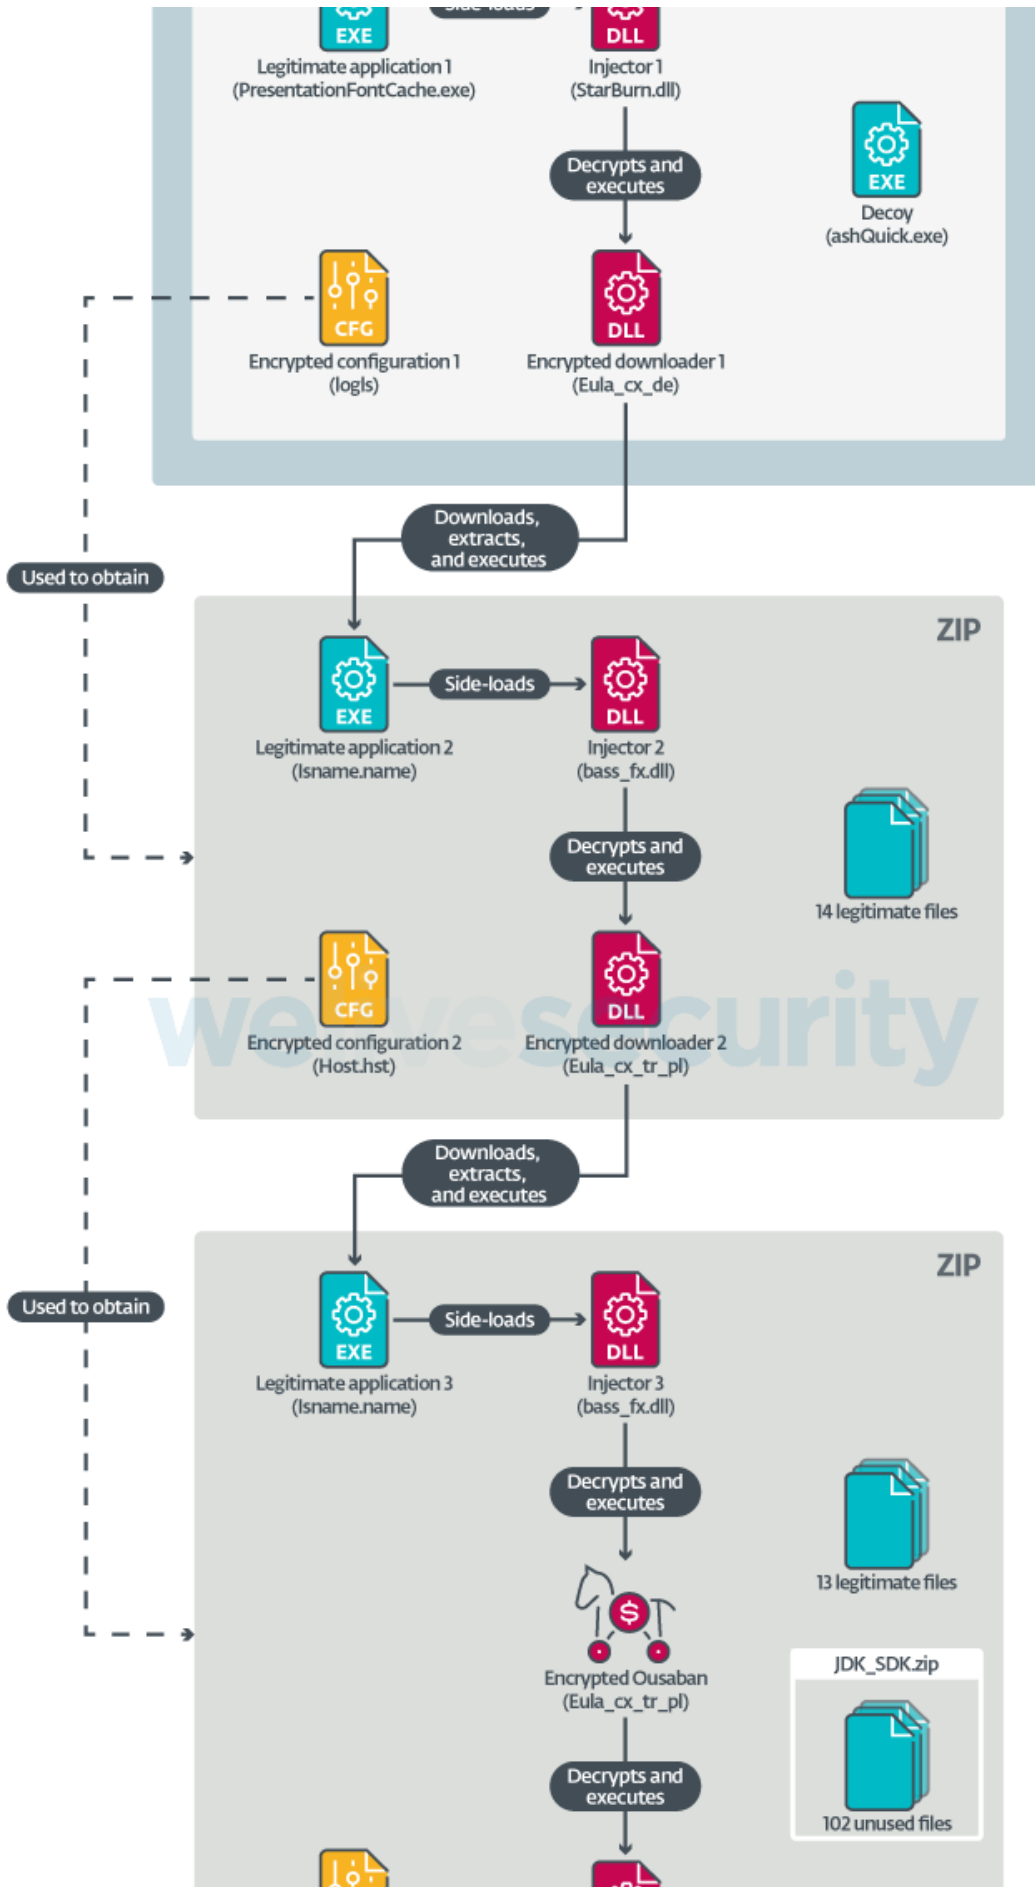 Side-loads
EXE
DLL
Legitimate application 1
(PresentationFontCache.exe)
Injector 1
(StarBurn.dll)
Decrypts and
executes
EXE
Decoy
(ashQuick.exe)
CFG
DLL
Encrypted configuration 1
(logls)
Encrypted downloader 1
(Eula_cx_de)
Downloads,
extracts,
and executes
Used to obtain
ZIP
EXE
Side-loads
DLL
Legitimate application 2
(lsname.name)
Injector 2
(bass_fx.dll)
Decrypts and
executes
14 legitimate files
CFG
DLL
welivesecurity
Encrypted configuration 2
(Host.hst)
Encrypted downloader 2
(Eula_cx_tr_pl)
Downloads,
extracts,
and executes
ZIP
Used to obtain
EXE
Side-loads
DLL
Legitimate application 3
(lsname.name)
Injector 3
(bass_fx.dll)
Decrypts and
executes
13 legitimate files
$
Encrypted Ousaban
(Eula_cx_tr_pl)
JDK_SDK.zip
Decrypts and
executes
102 unused files